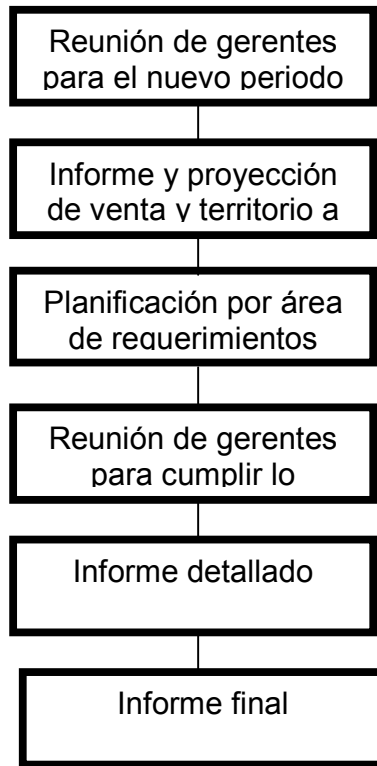 Reunión de gerentes
para el nuevo periodo
Informe y proyección
de venta y territorio a
Planificación por área
de requerimientos
Reunión de gerentes
para cumplir lo
Informe detallado
Informe final